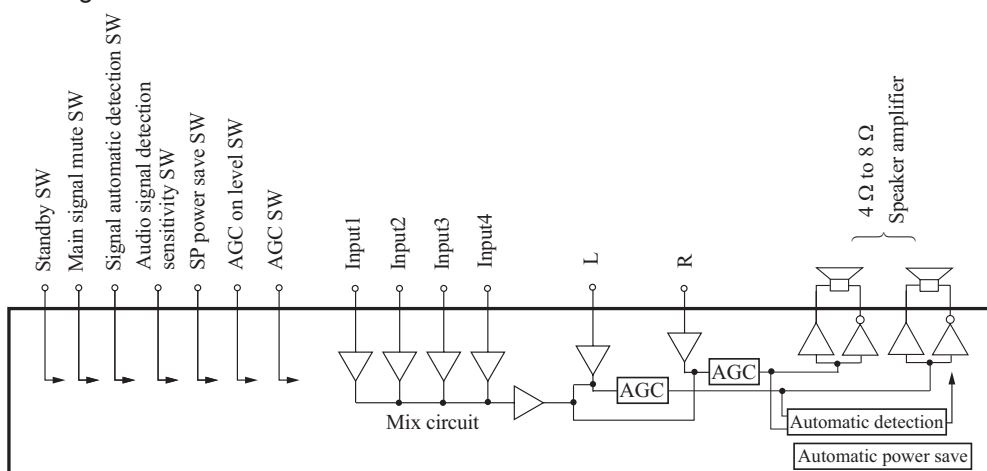 Standby SW
Main signal mute SW
Signal automatic detection SW
Audio signal detection
sensitivity SW
SP power save SW
AGC on level SW
AGC SW
Input1
Input2
Input3
Input4
L
R
4 Ω to 8 Ω
Speaker amplifier
AGC
AGC
Mix circuit
Automatic detection
Automatic power save